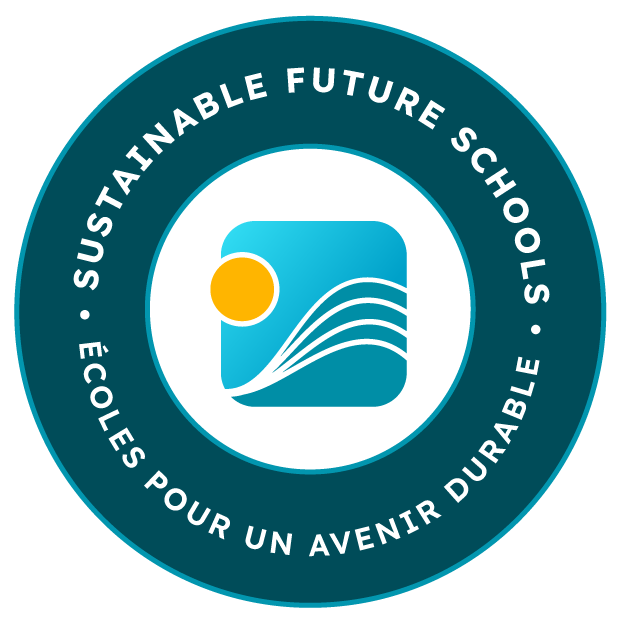 SUSTAINABLE FUTURE SCHOOLS
• ÉCOLES POUR UN AVENIR DURABLE •